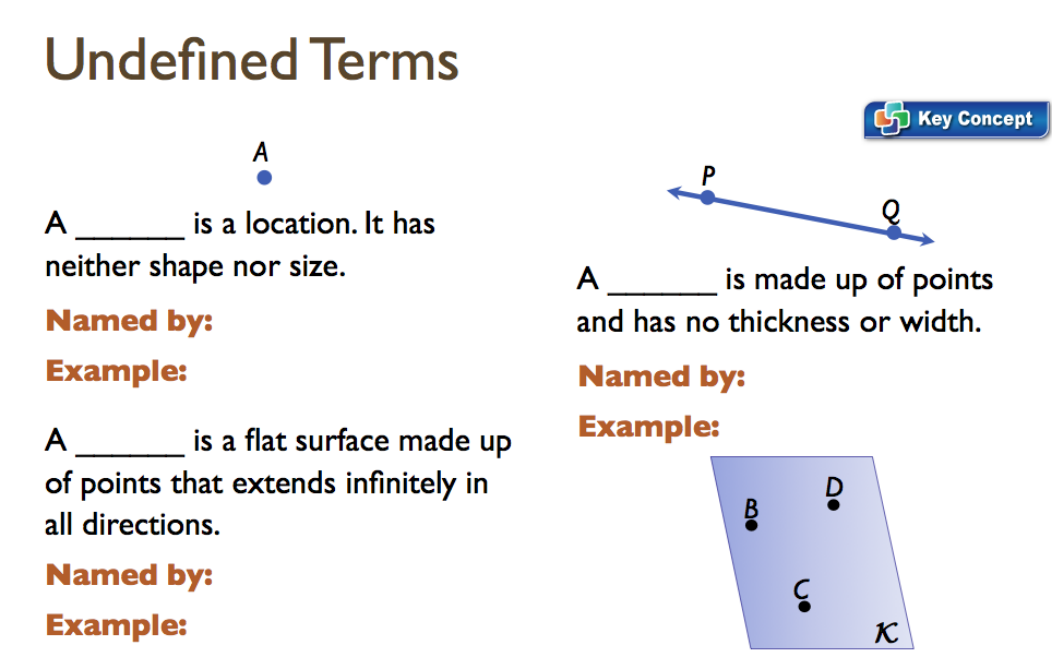 Undefined Terms
Key Concept
A
A ______ is a location. It has
neither shape nor size.
Named by:
Example:
P
Q
A ______ is made up of points
and has no thickness or width.
Named by:
Example:
A ______ is a flat surface made up
of points that extends infinitely in
all directions.
Named by:
Example:
B
D
C
K